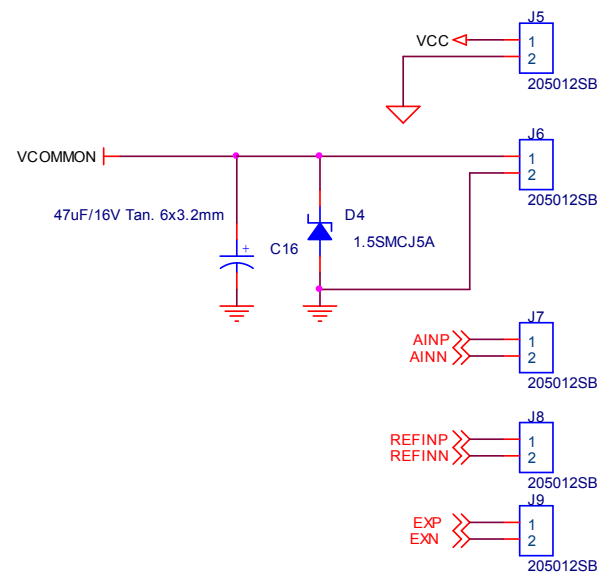 J5
VCC
1
2
205012SB
J6
VCOMMON
1
2
205012SB
47uF/16V Tan. 6x3.2mm
D4
+
C16
1.5SMCJ5A
J7
AINP
1
AINN
2
205012SB
J8
REFINP
1
REFINN
2
205012SB
J9
EXP
1
EXN
2
205012SB